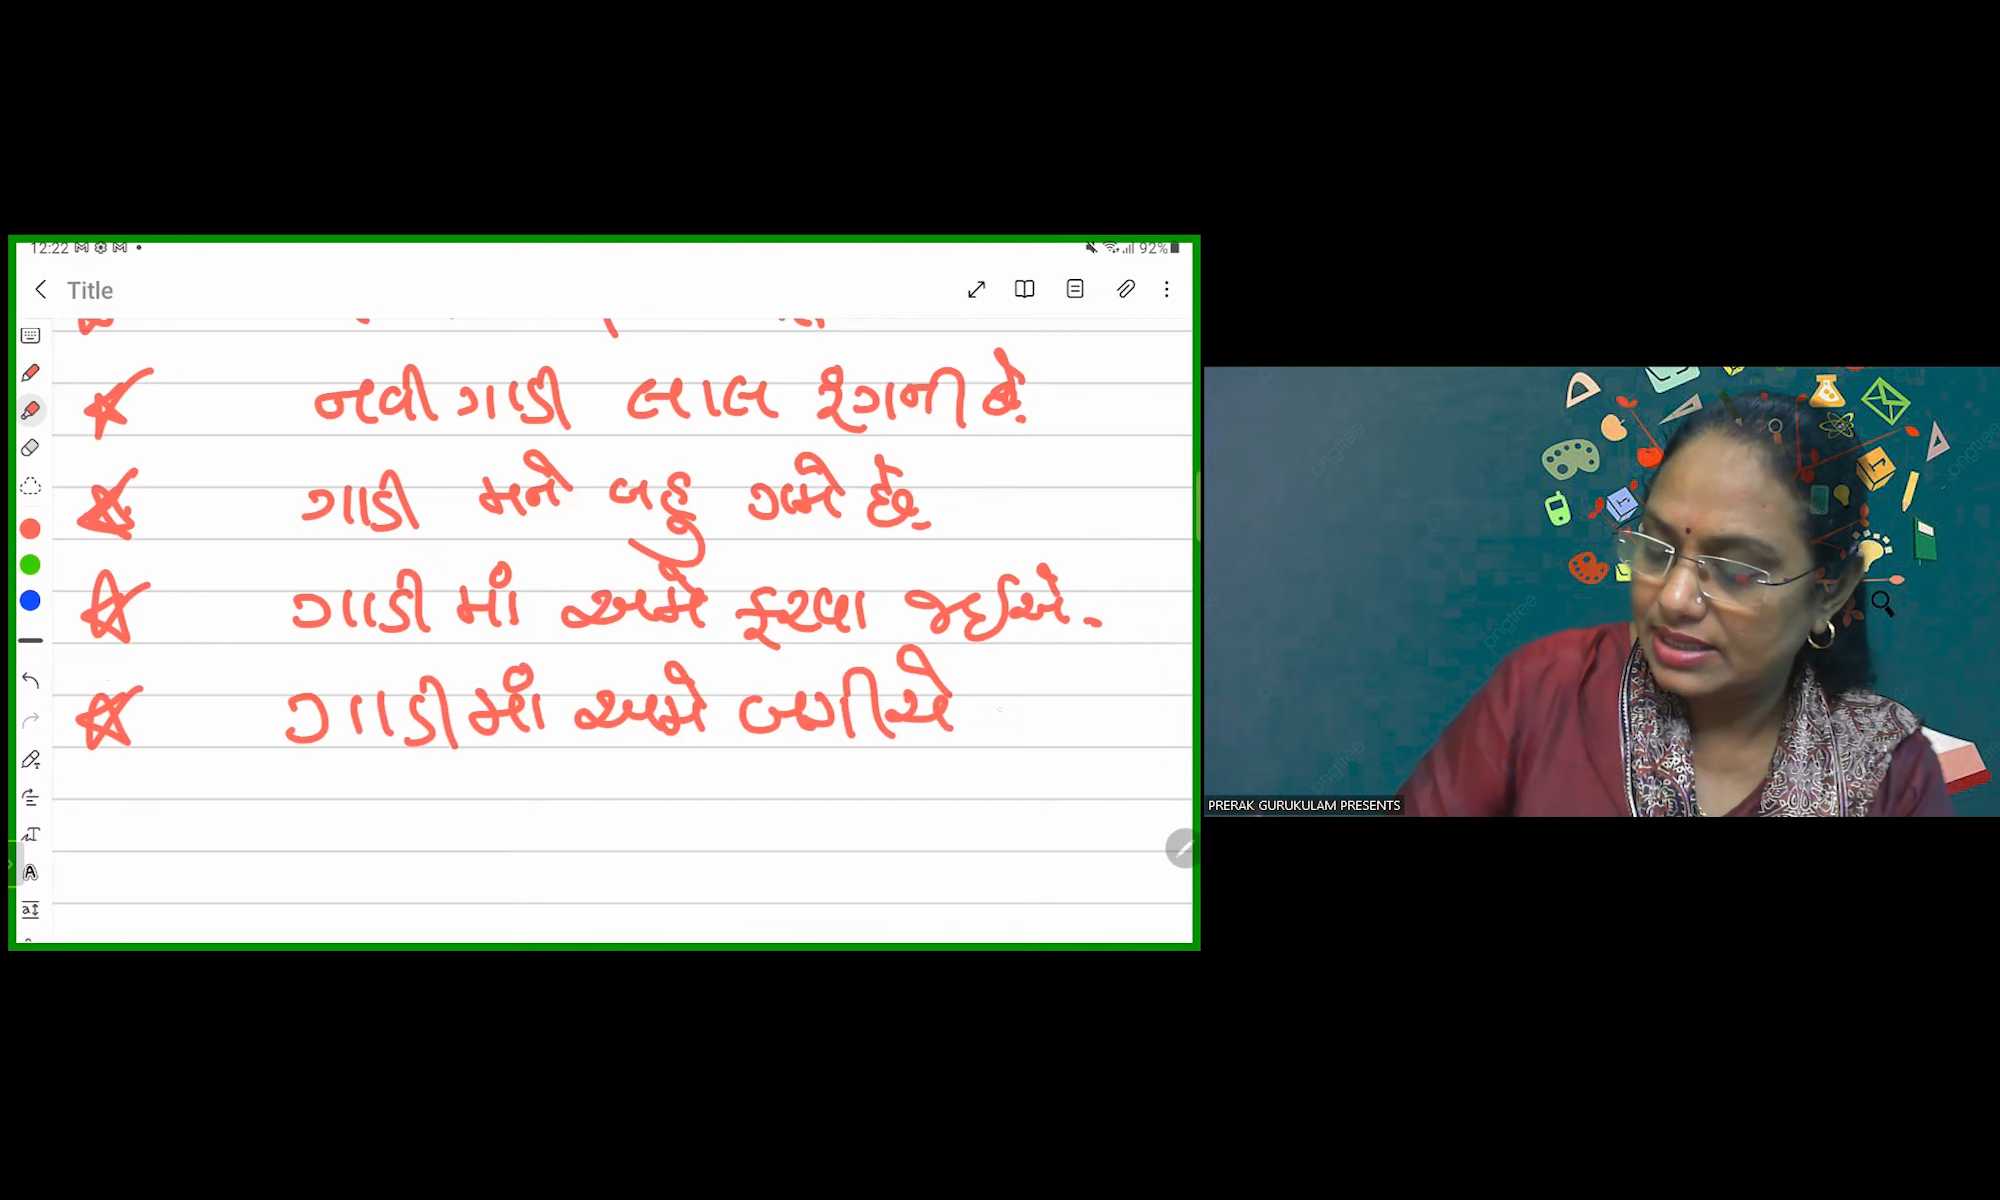 12:22
92%
Title
નવી ગાડી લાલ રંગની છે.
ગાડી મને બહુ ગમે છે.
ગાડીમાં અમે ફરવા જઈએ.
ગાડીમાં અમે
PRERAK GURUKULAM PRESENTS